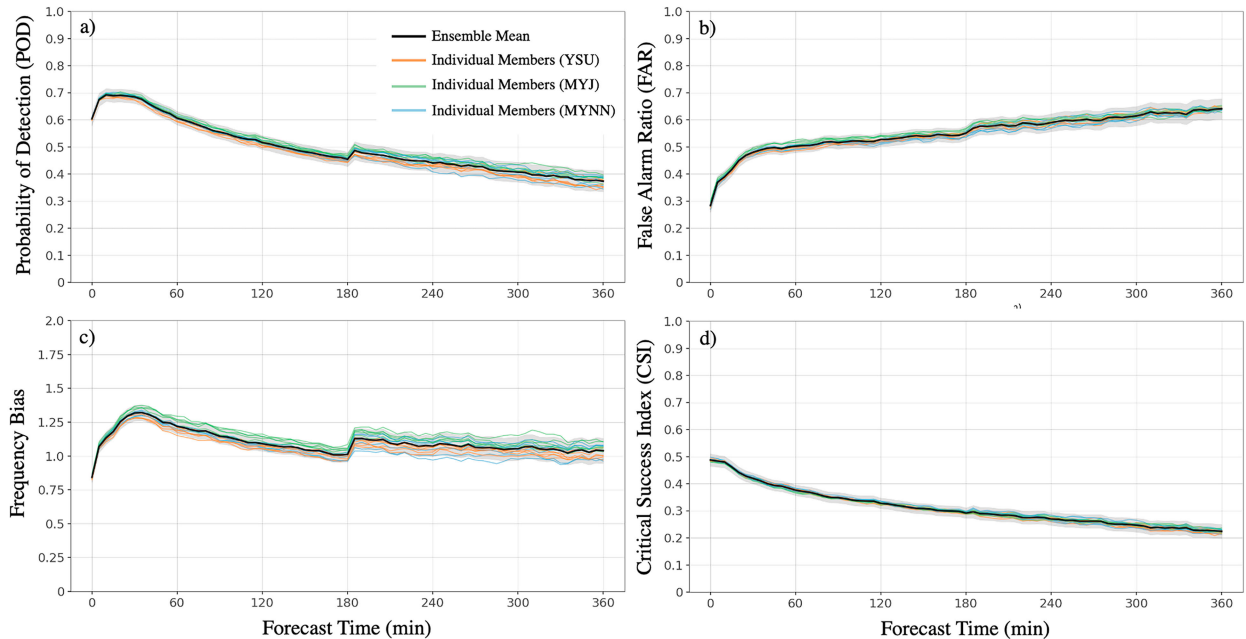 a)
Ensemble Mean
Individual Members (YSU)
Individual Members (MYJ)
Individual Members (MYNN)
Probability of Detection (POD)
1.0
0.9
0.8
0.7
0.6
0.5
0.4
0.3
0.2
0.1
0
0 60 120 180 240 300 360
b)
False Alarm Ratio (FAR)
1.0
0.9
0.8
0.7
0.6
0.5
0.4
0.3
0.2
0.1
0
0 60 120 180 240 300 360
c)
Frequency Bias
2.0
1.75
1.5
1.25
1.0
0.75
0.5
0.25
0
0 60 120 180 240 300 360
Forecast Time (min)
d)
Critical Success Index (CSI)
1.0
0.9
0.8
0.7
0.6
0.5
0.4
0.3
0.2
0.1
0
0 60 120 180 240 300 360
Forecast Time (min)